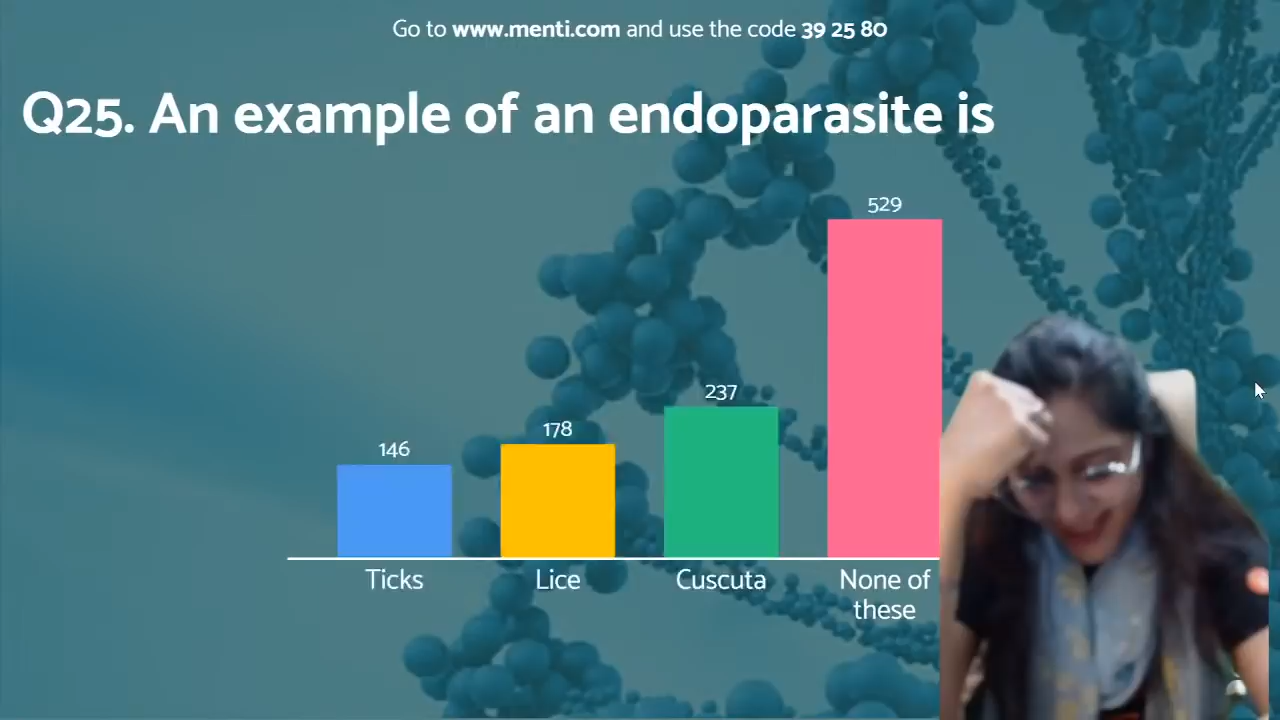 Go to www.menti.com and use the code 39 25 80
Q25. An example of an endoparasite is
529
237
178
146
Ticks
Lice
Cuscuta
None of
these